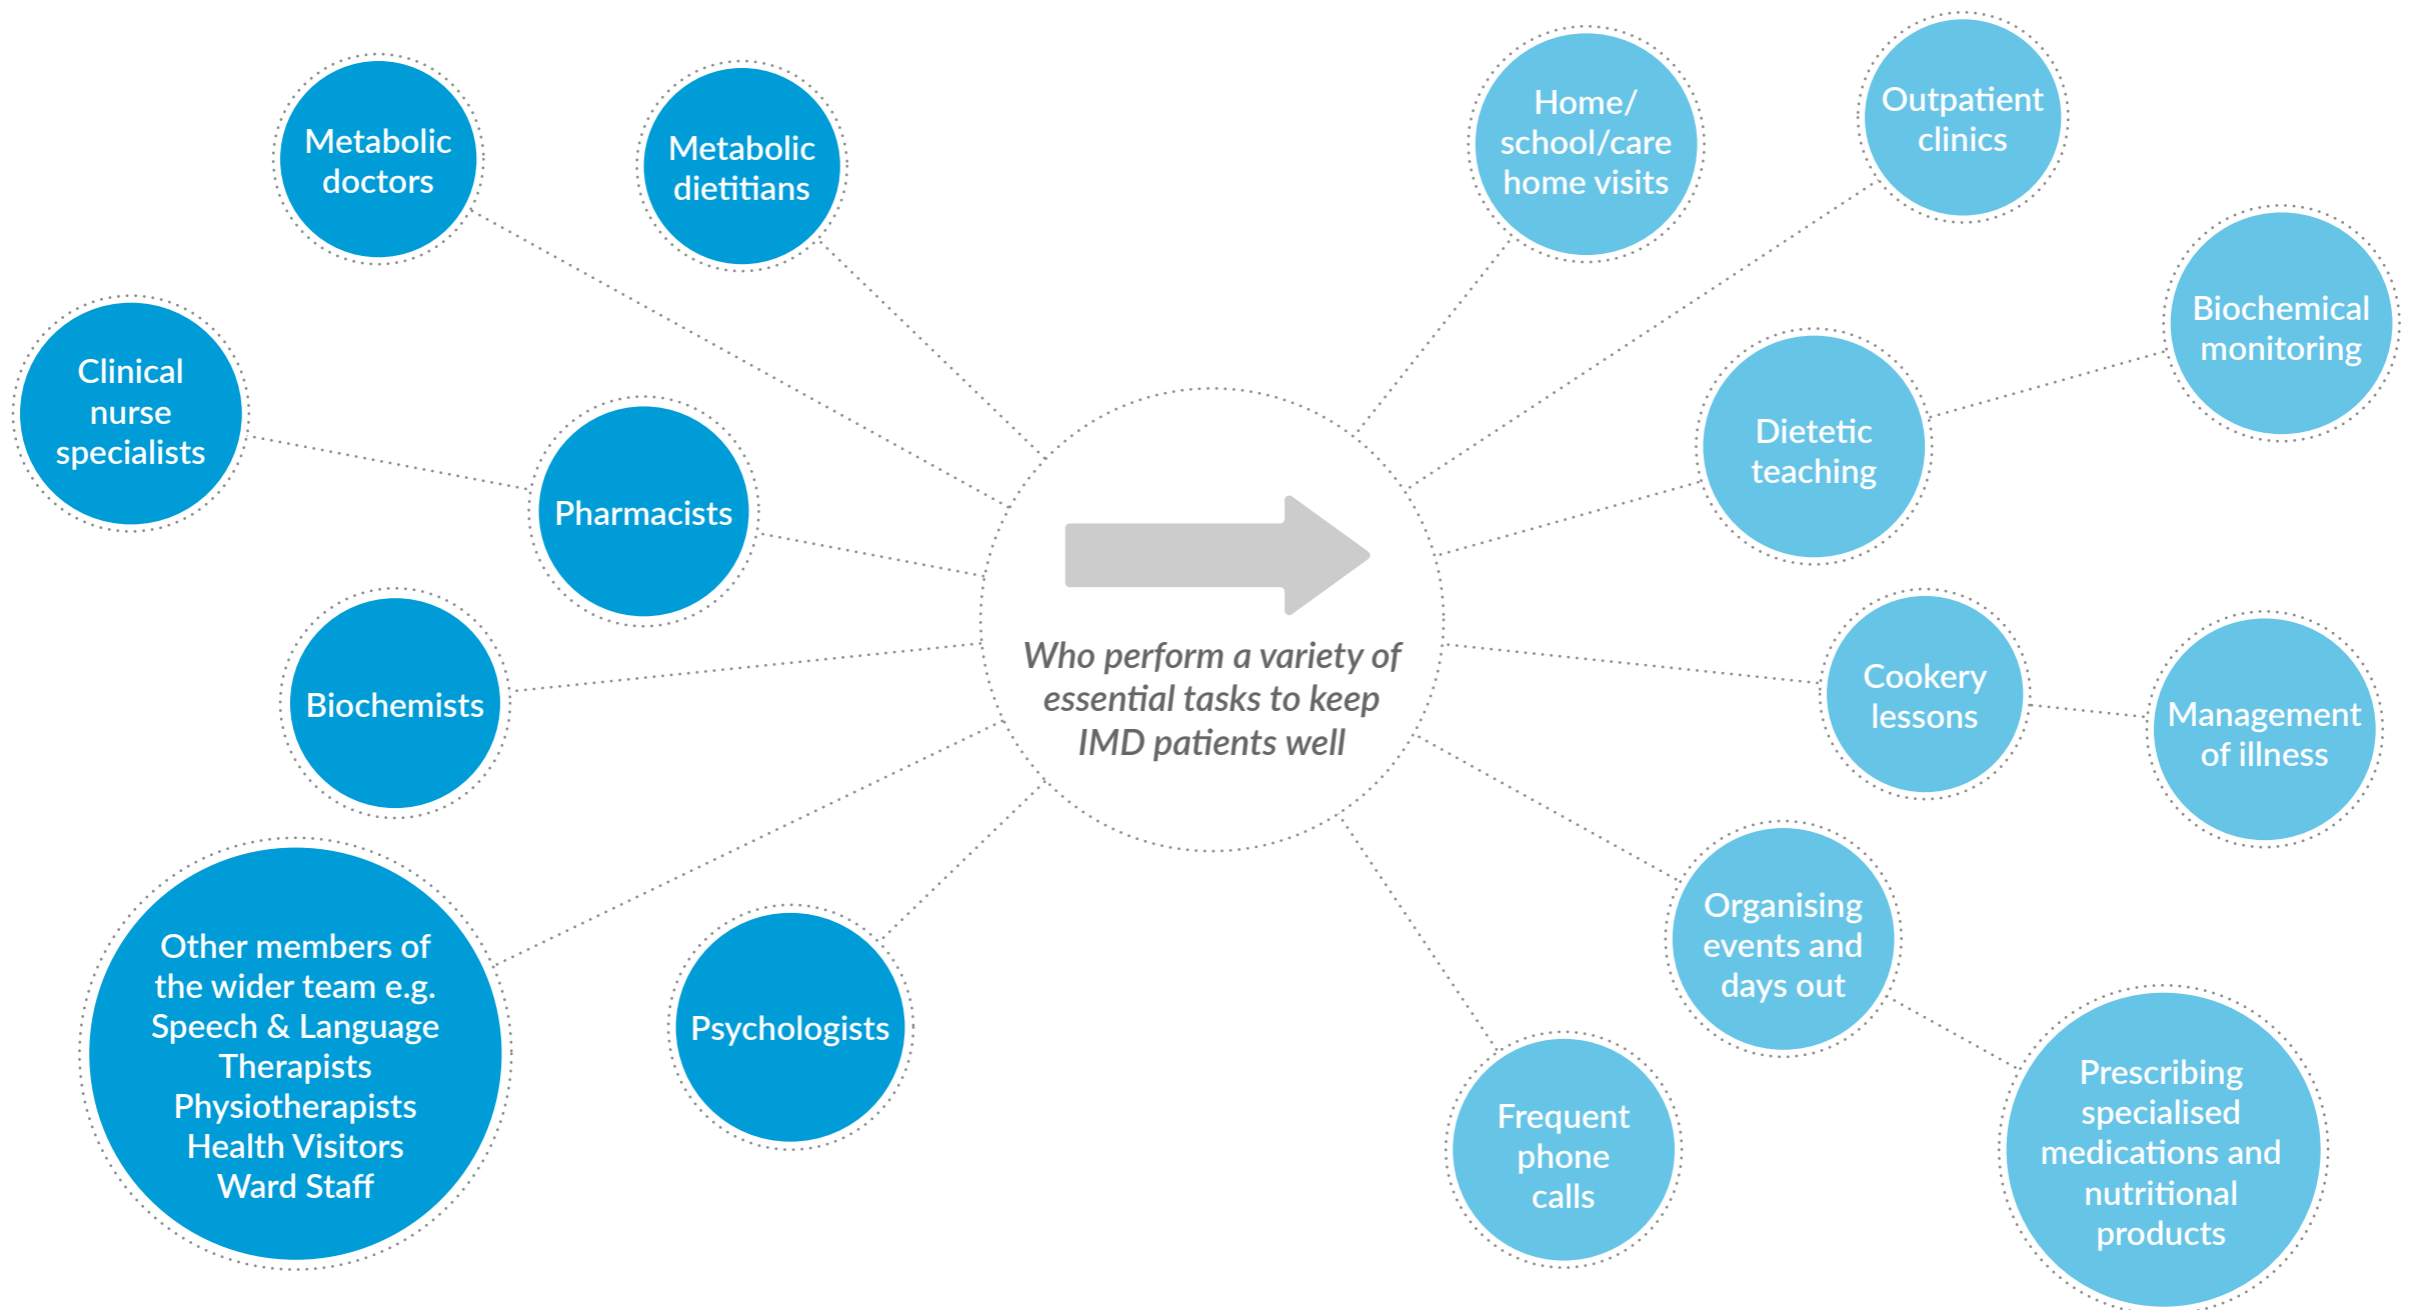 Metabolic
doctors
Metabolic
dietitians
Clinical
nurse
specialists
Pharmacists
Biochemists
Other members of
the wider team e.g.
Speech & Language
Therapists
Physiotherapists
Health Visitors
Ward Staff
Psychologists
Who perform a variety of
essential tasks to keep
IMD patients well
Home/
school/care
home visits
Outpatient
clinics
Biochemical
monitoring
Dietetic
teaching
Cookery
lessons
Management
of illness
Organising
events and
days out
Prescribing
specialised
medications and
nutritional
products
Frequent
phone
calls